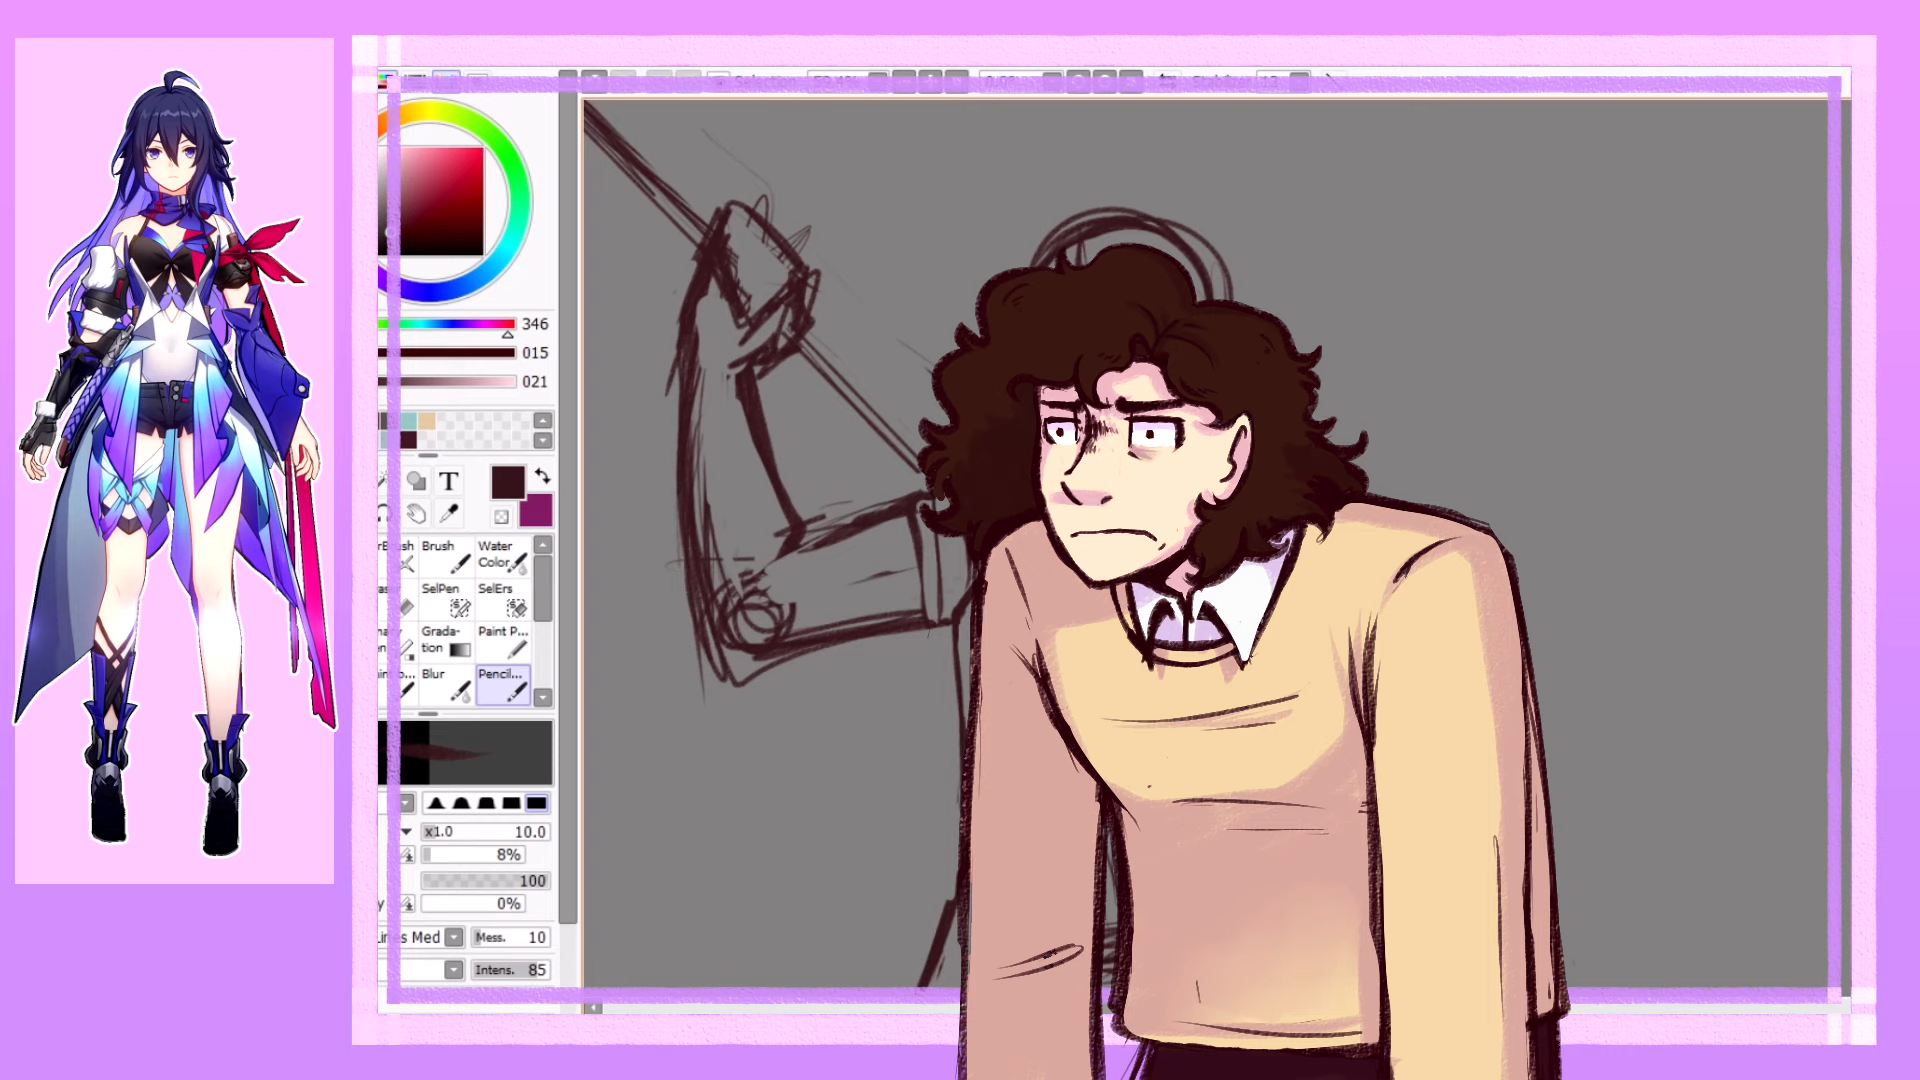 346
015
021
T
Brush
Water
Color
SelPen
SelErs
Grada-
tion
Paint P...
Blur
Pencil...
x1.0 10.0
8%
100
0%
Med
Mess. 10
Intens. 85